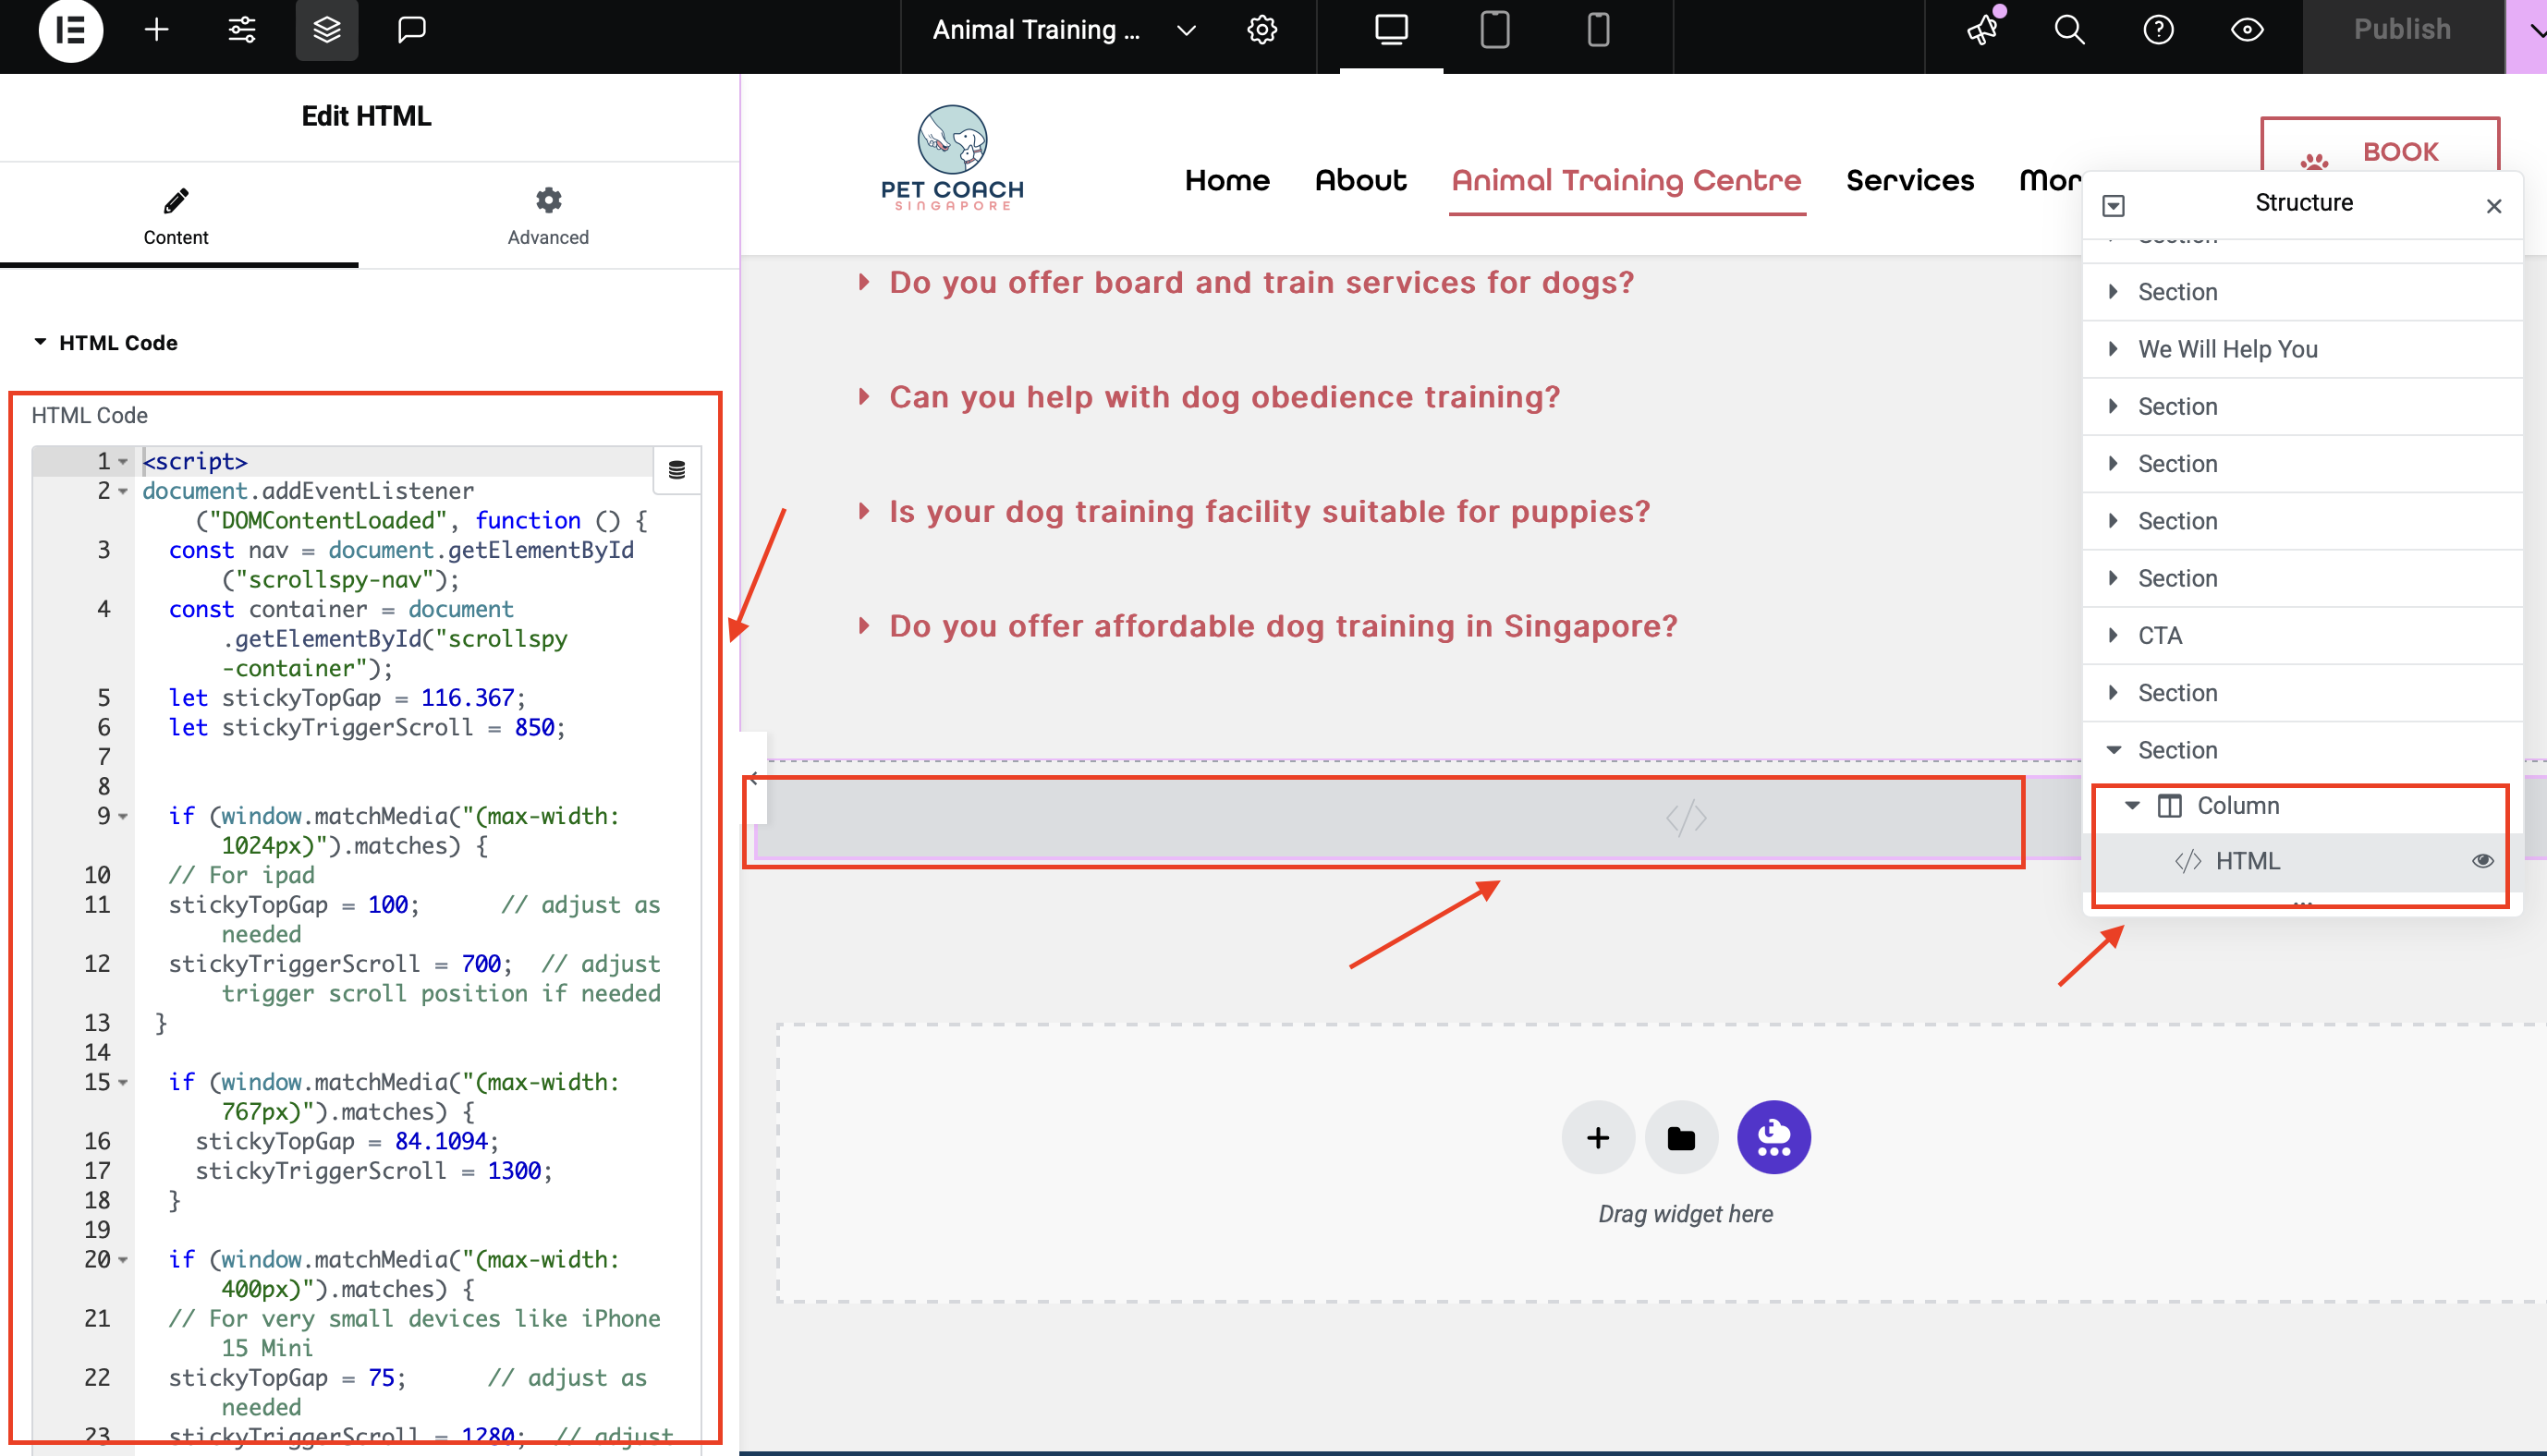 Animal Training ...
Publish
Edit HTML
Content
Advanced
HTML Code
HTML Code
1 <script>
2 document.addEventListener
("DOMContentLoaded", function () {
3 const nav = document.getElementById
("scrollspy-nav");
4 const container = document
.getElementById("scrollspy
-container");
5 let stickyTopGap = 116.367;
6 let stickyTriggerScroll = 850;
7
8
9 if (window.matchMedia("(max-width:
1024px)").matches) {
10 // For ipad
11 stickyTopGap = 100; // adjust as
needed
12 stickyTriggerScroll = 700; // adjust
trigger scroll position if needed
13 }
14
15 if (window.matchMedia("(max-width:
767px)").matches) {
16 stickyTopGap = 84.1094;
17 stickyTriggerScroll = 1300;
18 }
19
20 if (window.matchMedia("(max-width:
400px)").matches) {
21 // For very small devices like iPhone
15 Mini
22 stickyTopGap = 75; // adjust as
needed
23 stickyTriggerScroll = 1280; // adjust
PET COACH
SINGAPORE
Home
About
Animal Training Centre
Services
Mor
BOOK
Do you offer board and train services for dogs?
Can you help with dog obedience training?
Is your dog training facility suitable for puppies?
Do you offer affordable dog training in Singapore?
</>
Drag widget here
Structure
Section
Section
We Will Help You
Section
Section
Section
Section
CTA
Section
Section
Column
</> HTML